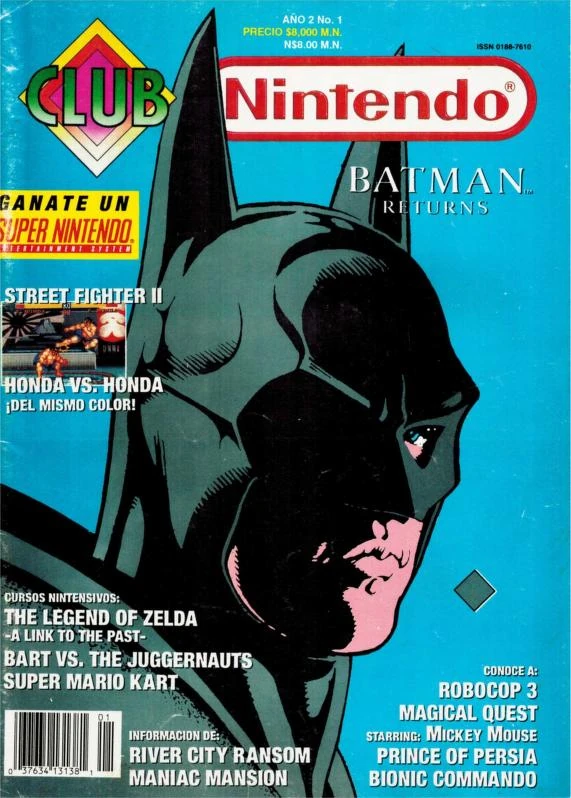 AÑO 2 No. 1
PRECIO $8,000 M.N.
N$8.00 M.N.
ISSN 0188-7610
CLUB
Nintendo®
BATMAN™
RETURNS
GANATE UN
SUPER NINTENDO®
ENTERTAINMENT SYSTEM
STREET FIGHTER II
HONDA VS. HONDA
¡DEL MISMO COLOR!
CURSOS NINTENSIVOS:
THE LEGEND OF ZELDA
-A LINK TO THE PAST-
BART VS. THE JUGGERNAUTS
SUPER MARIO KART
CONOCE A:
ROBOCOP 3
MAGICAL QUEST
STARRING: MICKEY MOUSE
PRINCE OF PERSIA
BIONIC COMMANDO
INFORMACION DE:
RIVER CITY RANSOM
MANIAC MANSION
01
0 37634 13138 1